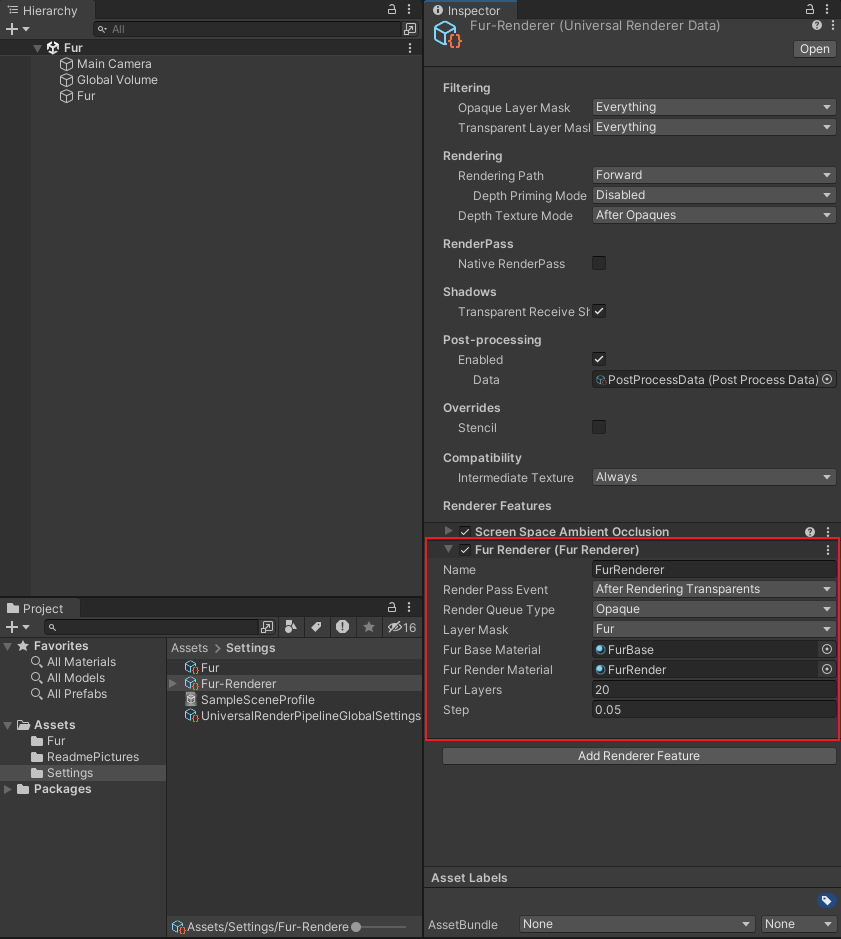 Hierarchy
All
Fur
Main Camera
Global Volume
Fur
Project
16
Favorites
All Materials
All Models
All Prefabs
Assets
Fur
ReadmePictures
Settings
Packages
Assets > Settings
Fur
Fur-Renderer
SampleSceneProfile
UniversalRenderPipelineGlobalSettings
Assets/Settings/Fur-Rendere
Inspector
Fur-Renderer (Universal Renderer Data)
Open
Filtering
Opaque Layer Mask Everything
Transparent Layer Mask Everything
Rendering
Rendering Path Forward
Depth Priming Mode Disabled
Depth Texture Mode After Opaques
RenderPass
Native RenderPass
Shadows
Transparent Receive Sh
Post-processing
Enabled
Data PostProcessData (Post Process Data)
Overrides
Stencil
Compatibility
Intermediate Texture Always
Renderer Features
Screen Space Ambient Occlusion
Fur Renderer (Fur Renderer)
Name FurRenderer
Render Pass Event After Rendering Transparents
Render Queue Type Opaque
Layer Mask Fur
Fur Base Material FurBase
Fur Render Material FurRender
Fur Layers 20
Step 0.05
Add Renderer Feature
Asset Labels
AssetBundle None None